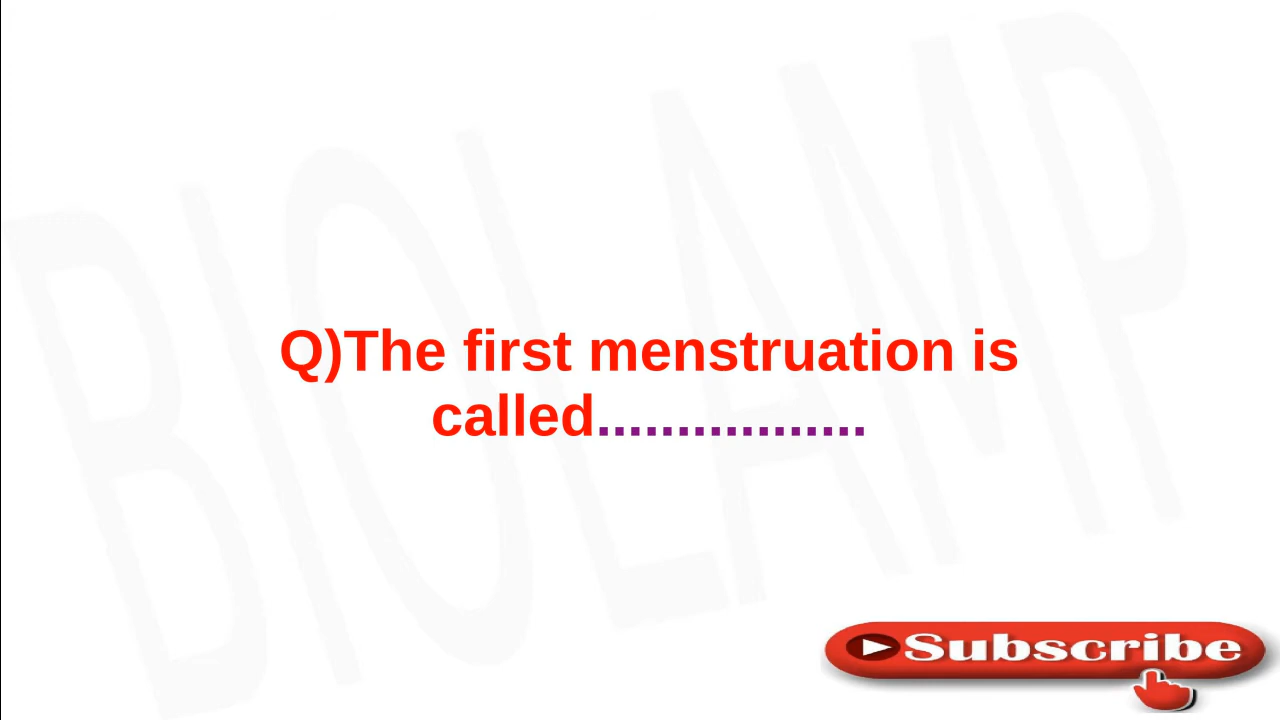 BIOLAMP
Q)The first menstruation is
called.................
Subscribe